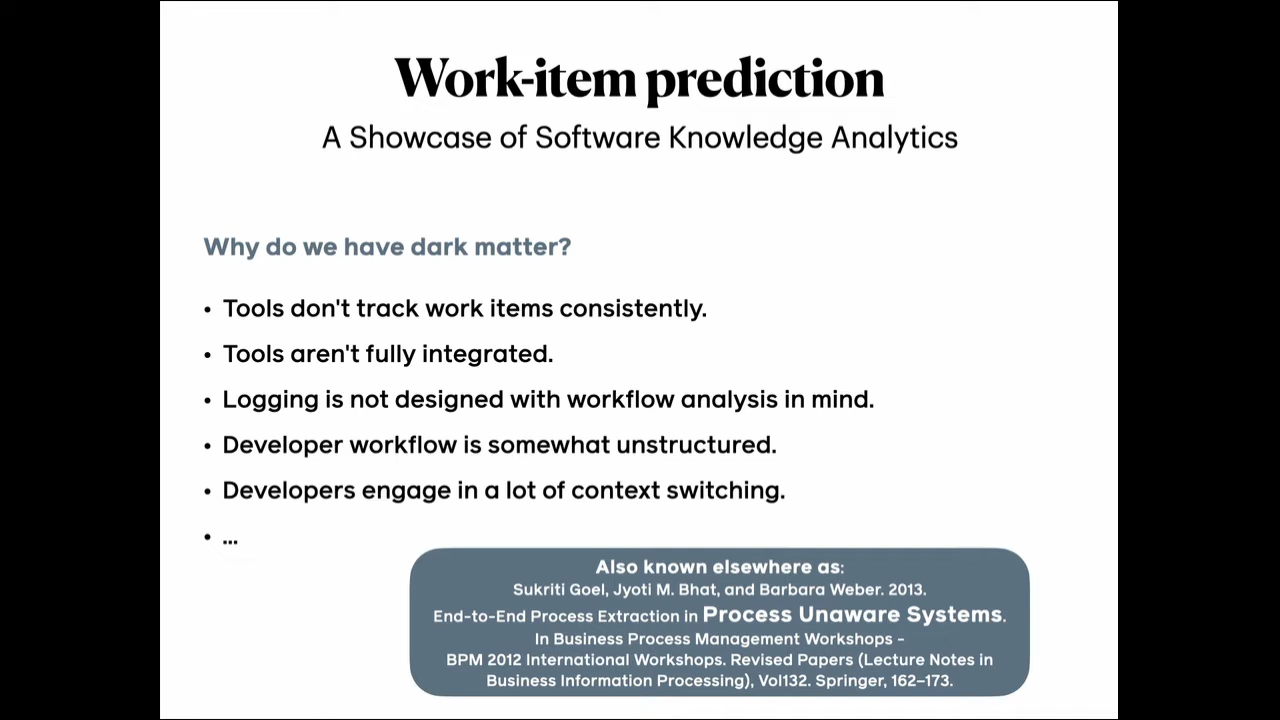 Work-item prediction
A Showcase of Software Knowledge Analytics
Why do we have dark matter?
• Tools don't track work items consistently.
• Tools aren't fully integrated.
• Logging is not designed with workflow analysis in mind.
• Developer workflow is somewhat unstructured.
• Developers engage in a lot of context switching.
• ...
Also known elsewhere as:
Sukriti Goel, Jyoti M. Bhat, and Barbara Weber. 2013.
End-to-End Process Extraction in Process Unaware Systems.
In Business Process Management Workshops -
BPM 2012 International Workshops. Revised Papers (Lecture Notes in
Business Information Processing), Vol132. Springer, 162–173.